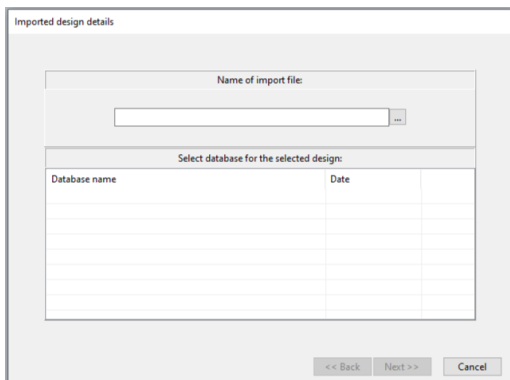 Imported design details
Name of import file:
...
Select database for the selected design:
Database name Date
<< Back Next >> Cancel